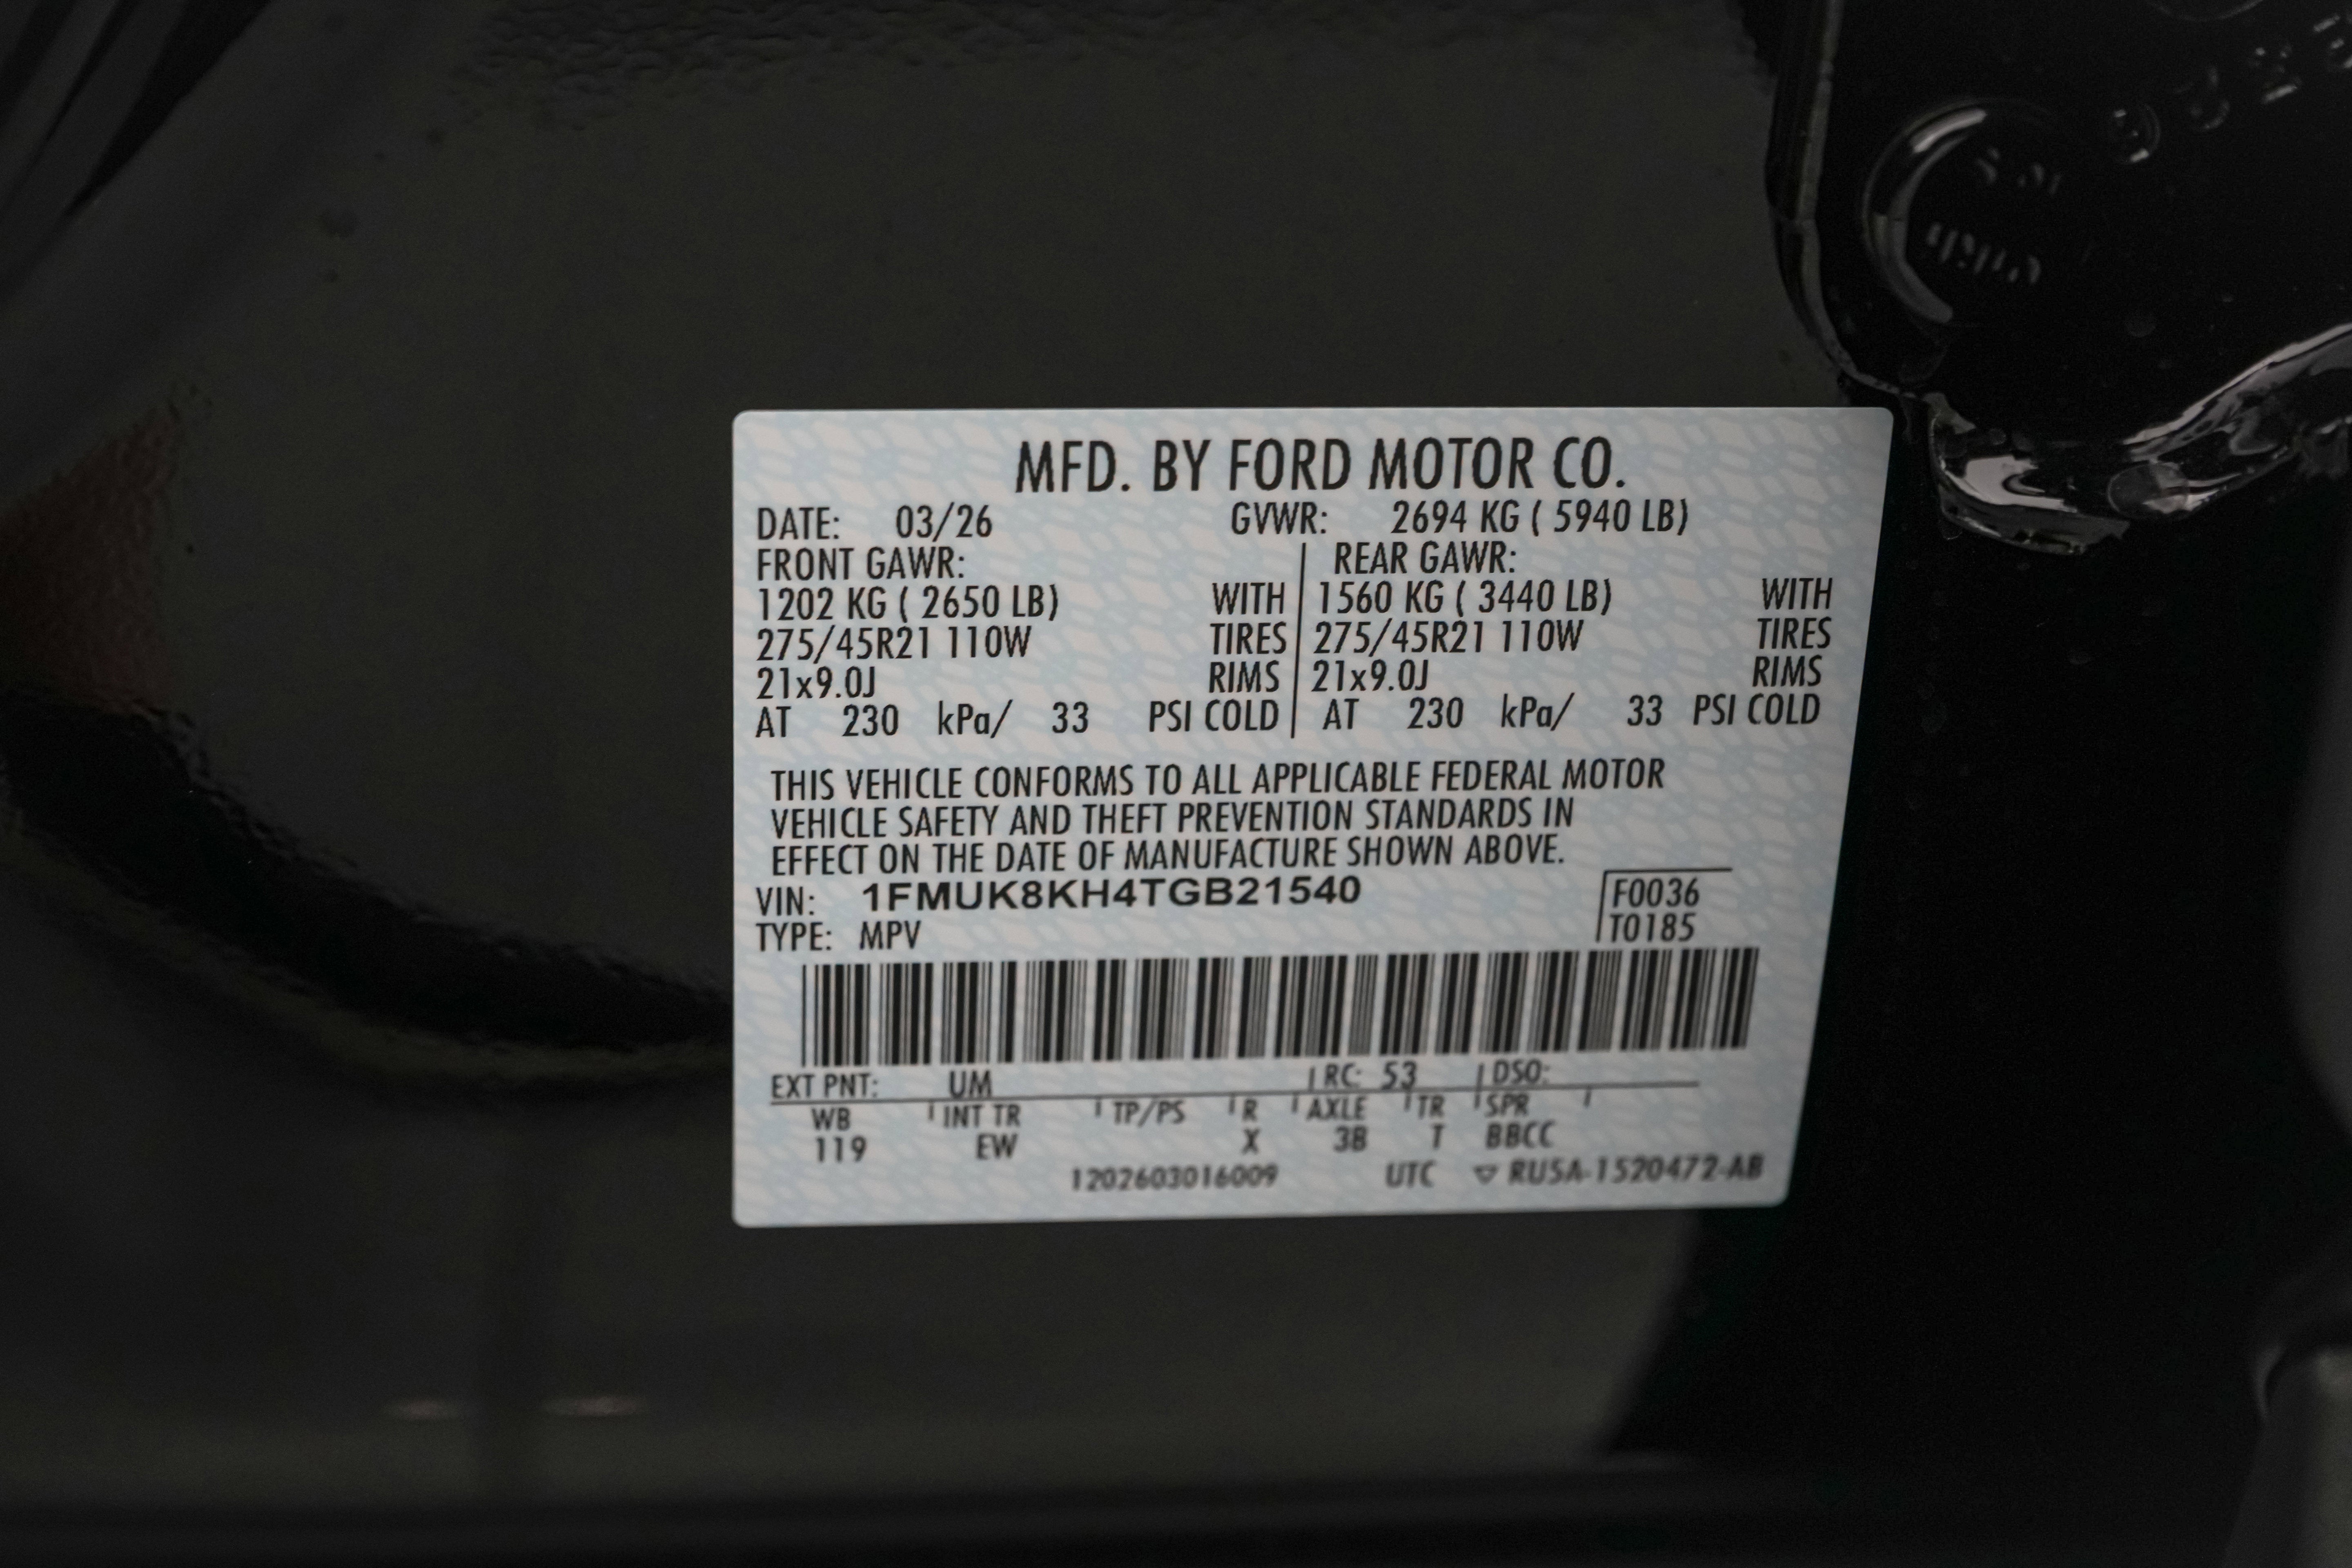 MFD. BY FORD MOTOR CO.
DATE: 03/26 GVWR: 2694 KG ( 5940 LB)
FRONT GAWR: REAR GAWR:
1202 KG ( 2650 LB) WITH 1560 KG ( 3440 LB) WITH
275/45R21 110W TIRES 275/45R21 110W TIRES
21x9.0J RIMS 21x9.0J RIMS
AT 230 kPa/ 33 PSI COLD AT 230 kPa/ 33 PSI COLD
THIS VEHICLE CONFORMS TO ALL APPLICABLE FEDERAL MOTOR
VEHICLE SAFETY AND THEFT PREVENTION STANDARDS IN
EFFECT ON THE DATE OF MANUFACTURE SHOWN ABOVE.
VIN: 1FMUK8KH4TGB21540 F0036
TYPE: MPV T0185
EXT PNT: UM RC: 53 DSO:
WB INT TR TP/PS R AXLE TR SPR
119 EW X 3B T BBCC
1202603016009 UTC ▽ RU5A-1520472-AB